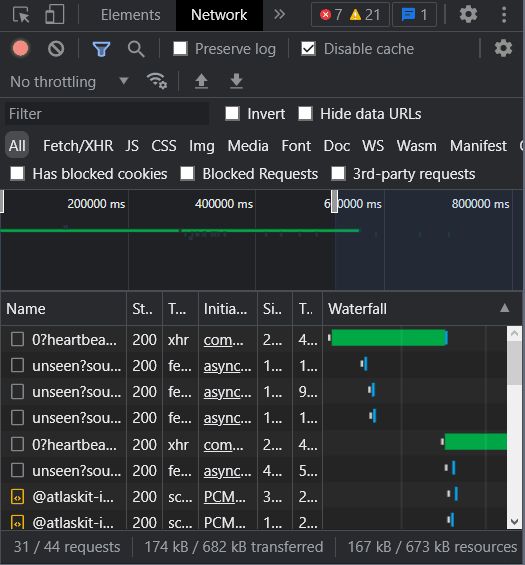 Elements Network 7 21 1
Preserve log Disable cache
No throttling
Filter Invert Hide data URLs
All Fetch/XHR JS CSS Img Media Font Doc WS Wasm Manifest
Has blocked cookies Blocked Requests 3rd-party requests
200000 ms 400000 ms 600000 ms 800000 ms
Name St.. T... Initia... Si... T.. Waterfall
0?heartbea... 200 xhr com... 2... 4...
unseen?sou... 200 fe... async... 1... 1...
unseen?sou... 200 fe... async... 1... 9...
unseen?sou... 200 fe... async... 1... 1...
0?heartbea... 200 xhr com... 2... 4...
unseen?sou... 200 fe... async... 4... 5...
@atlaskit-i... 200 sc... PCM... 3... 2...
@atlaskit-i... 200 sc... PCM... 1... 2...
31 / 44 requests 174 kB / 682 kB transferred 167 kB / 673 kB resources